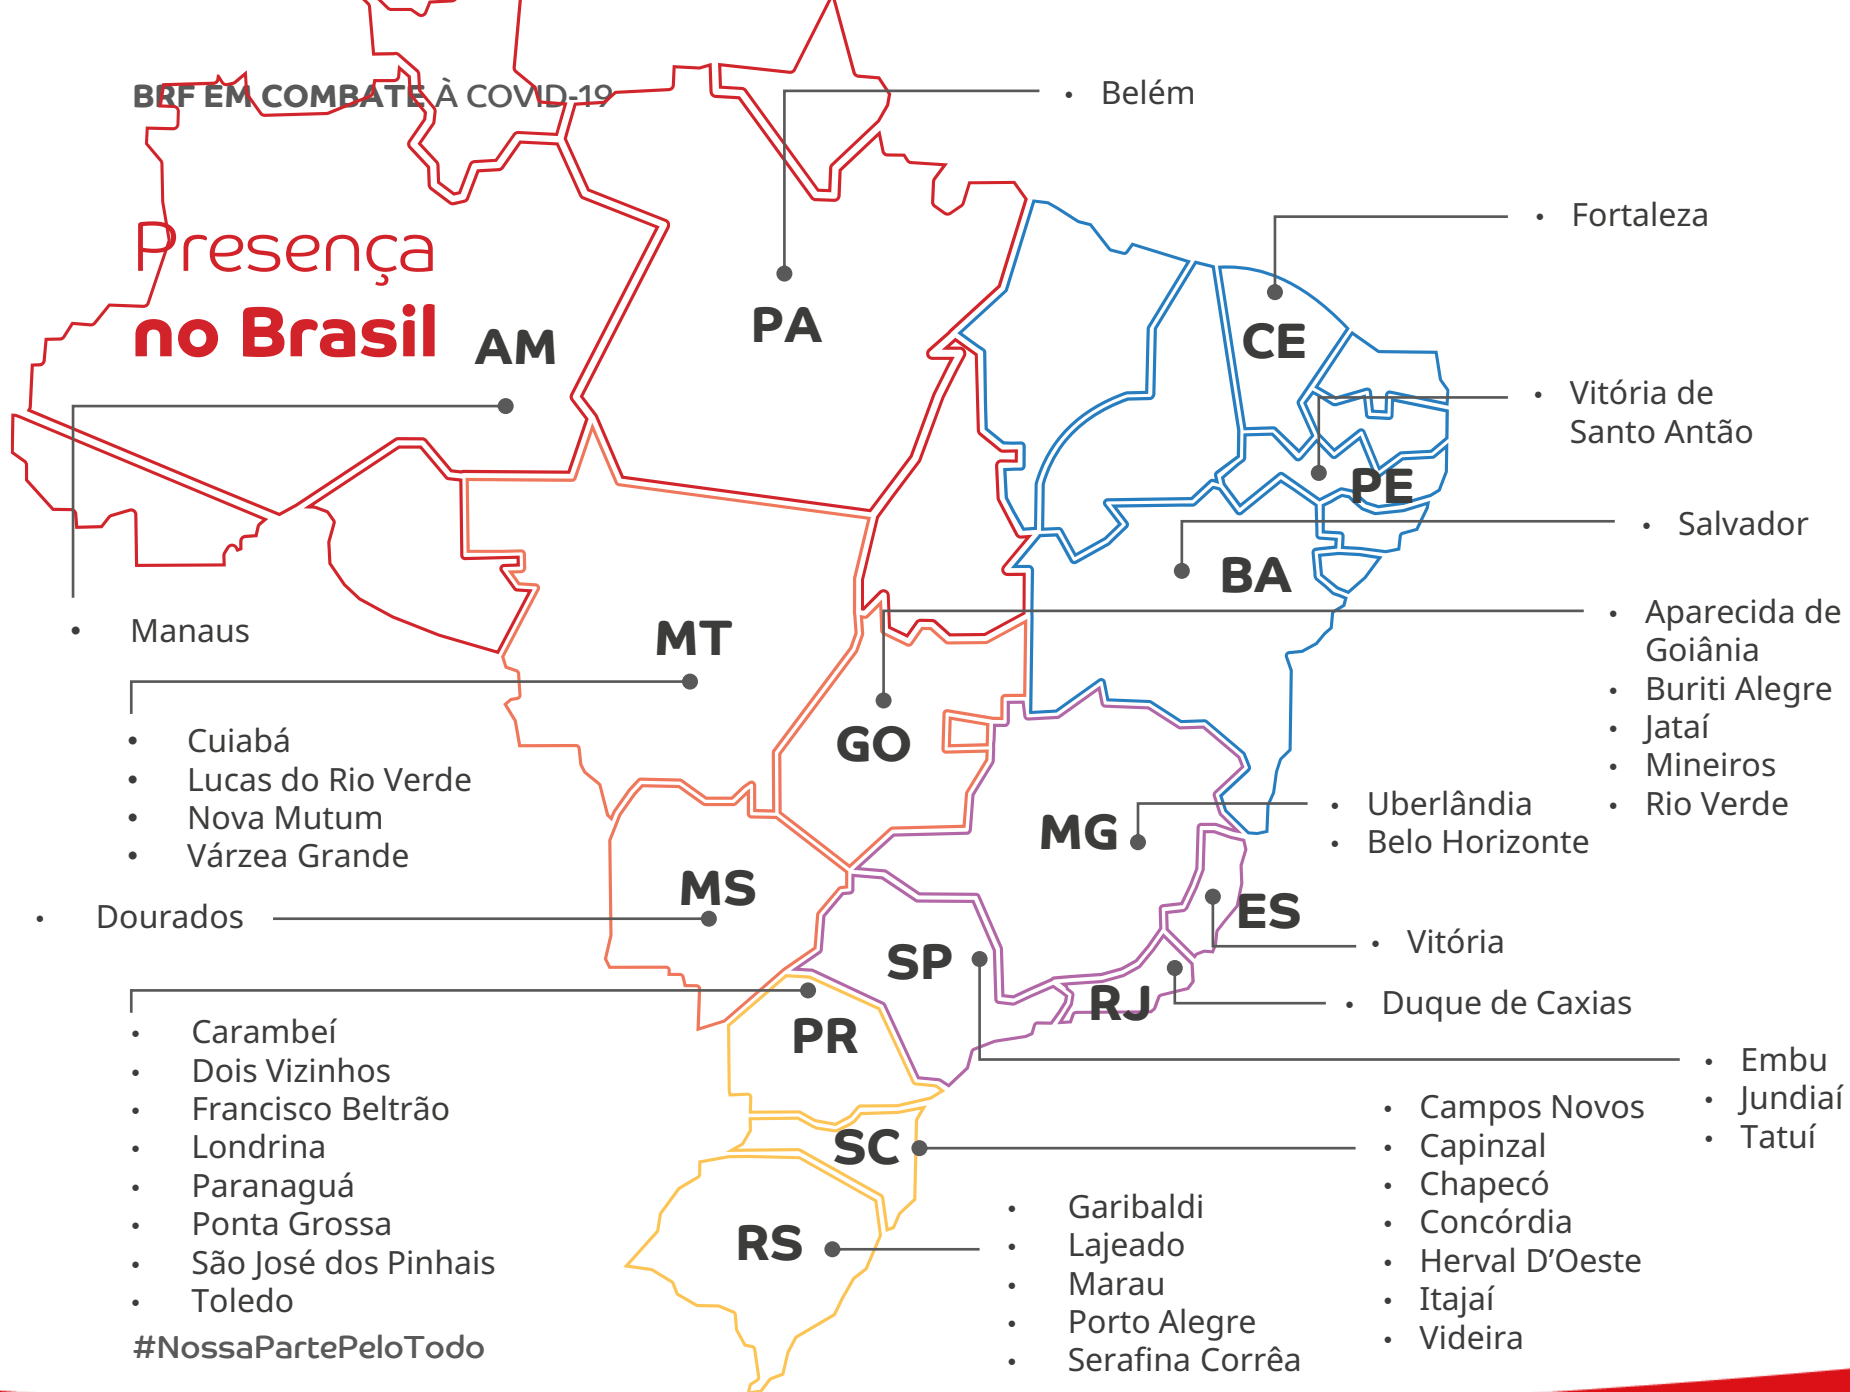 BRF EM COMBATE À COVID-19
Presença
no Brasil
AM
PA
CE
PE
BA
MT
GO
MG
MS
ES
SP
RJ
PR
SC
RS
• Belém
• Fortaleza
• Vitória de
Santo Antão
• Salvador
• Manaus
• Aparecida de
Goiânia
• Buriti Alegre
• Jataí
• Mineiros
• Rio Verde
• Cuiabá
• Lucas do Rio Verde
• Nova Mutum
• Várzea Grande
• Uberlândia
• Belo Horizonte
• Dourados
• Vitória
• Duque de Caxias
• Carambeí
• Dois Vizinhos
• Francisco Beltrão
• Londrina
• Paranaguá
• Ponta Grossa
• São José dos Pinhais
• Toledo
• Embu
• Jundiaí
• Tatuí
• Campos Novos
• Capinzal
• Chapecó
• Concórdia
• Herval D’Oeste
• Itajaí
• Videira
• Garibaldi
• Lajeado
• Marau
• Porto Alegre
• Serafina Corrêa
#NossaPartePeloTodo